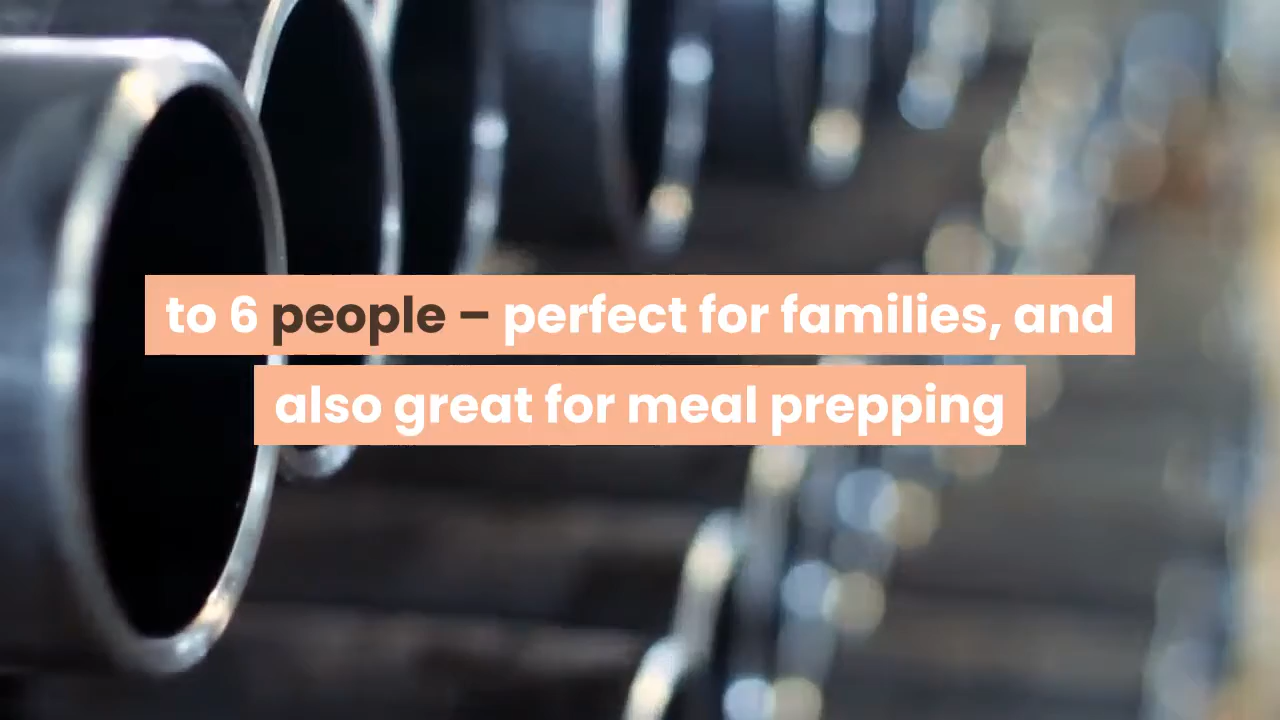 to 6 people – perfect for families, and
also great for meal prepping